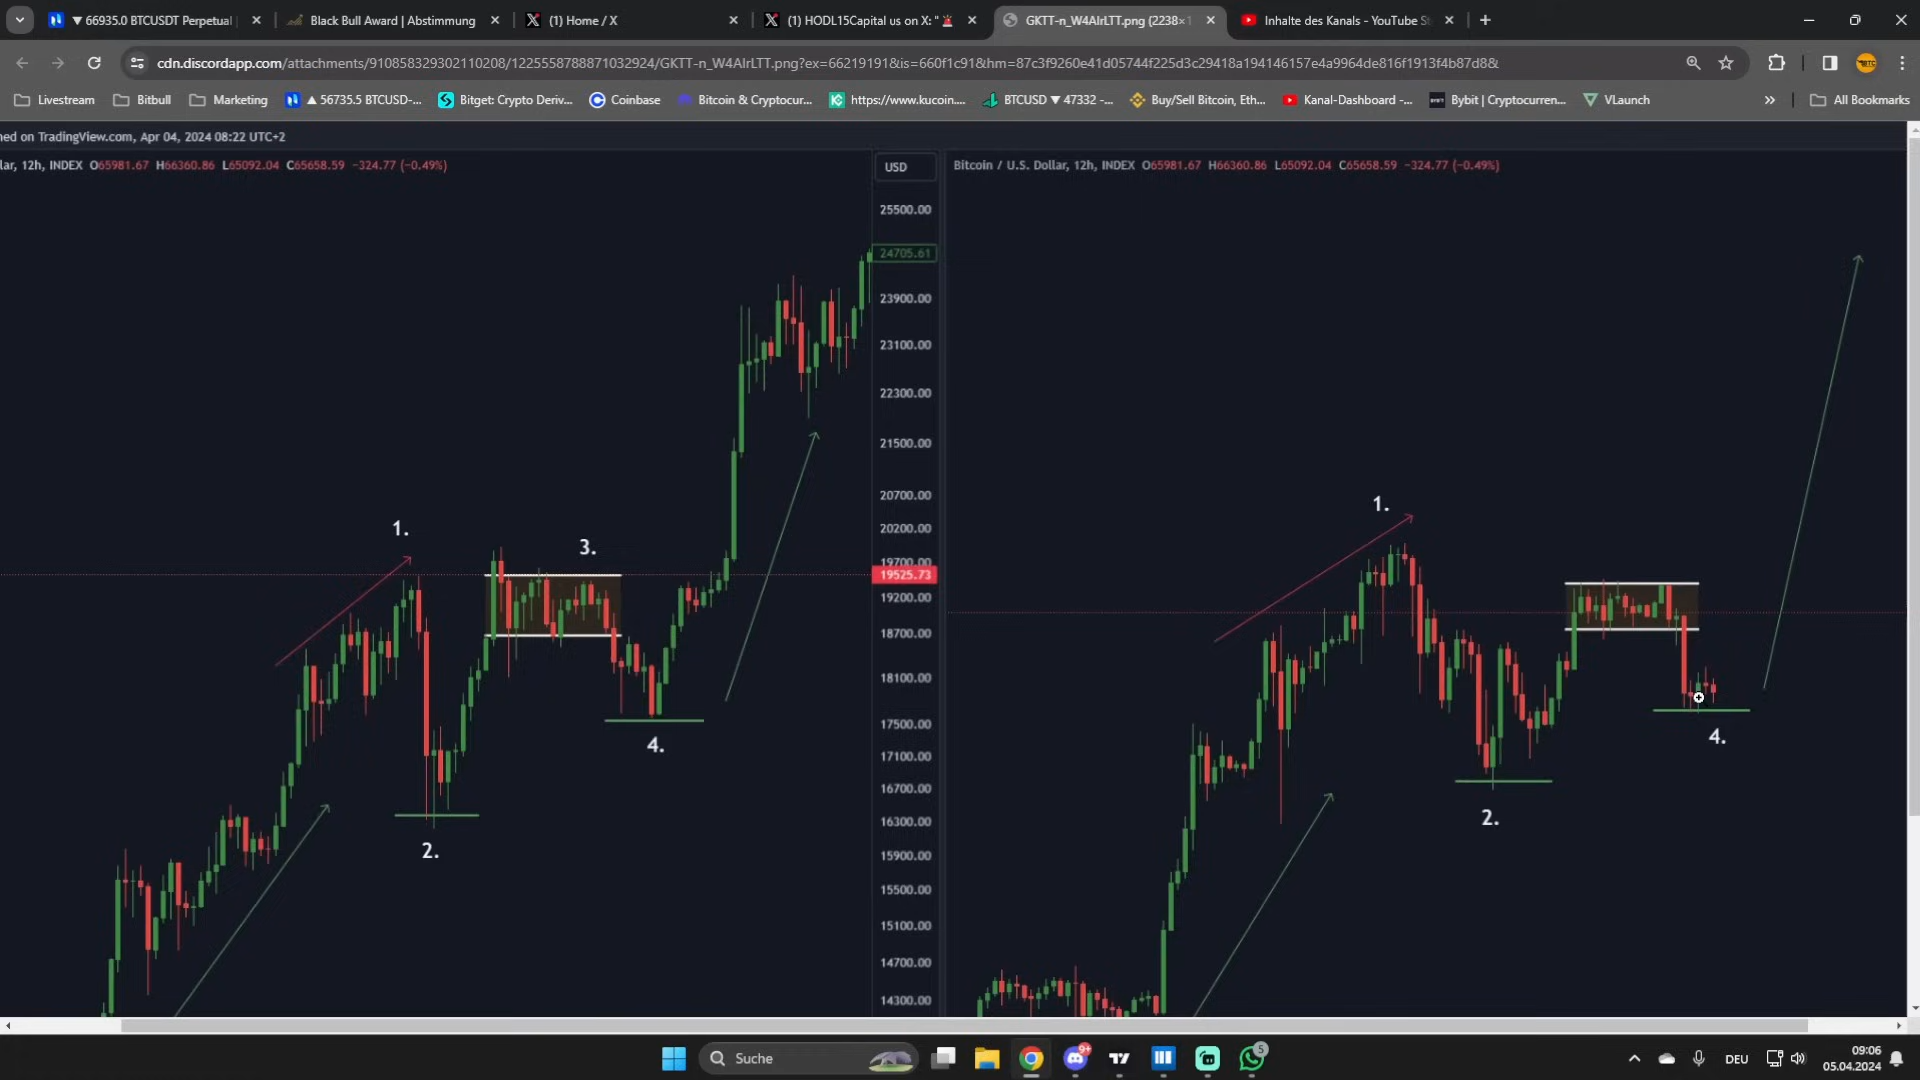 ▼ 66935.0 BTCUSDT Perpetual
Black Bull Award | Abstimmung
(1) Home / X
(1) HODL15Capital us on X: "
GKTT-n_W4AlrLTT.png (2238×1
Inhalte des Kanals - YouTube St
cdn.discordapp.com/attachments/910858329302110208/1225558788871032924/GKTT-n_W4AlrLTT.png?ex=66219191&is=660f1c91&hm=87c3f9260e41d05744f225d3c29418a194146157e4a9964de816f1913f4b87d8&
Livestream
Bitbull
Marketing
▲ 56735.5 BTCUSD-...
Bitget: Crypto Deriv...
Coinbase
Bitcoin & Cryptocur...
https://www.kucoin....
BTCUSD ▼ 47332 -...
Buy/Sell Bitcoin, Eth...
Kanal-Dashboard -...
Bybit | Cryptocurren...
VLaunch
»
All Bookmarks
ned on TradingView.com, Apr 04, 2024 08:22 UTC+2
lar, 12h, INDEX O65981.67 H66360.86 L65092.04 C65658.59 −324.77 (−0.49%)
USD
Bitcoin / U.S. Dollar, 12h, INDEX O65981.67 H66360.86 L65092.04 C65658.59 −324.77 (−0.49%)
25500.00
24705.61
23900.00
23100.00
22300.00
21500.00
20700.00
20200.00
19700.00
19525.73
19200.00
18700.00
18100.00
17500.00
17100.00
16700.00
16300.00
15900.00
15500.00
15100.00
14700.00
14300.00
1.
3.
4.
2.
1.
4.
2.
Suche
9+
5
DEU
09:06
05.04.2024